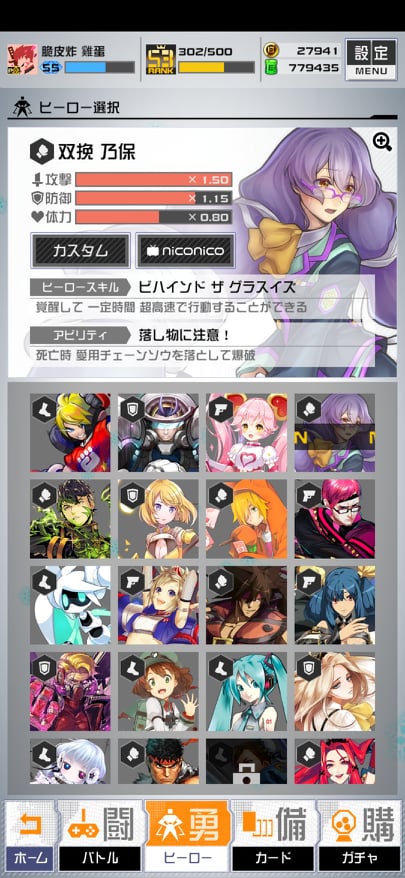 脆皮炸 雞蛋
55
53
RANK
302/500
27941
E 779435
設定
MENU
ヒーロー選択
双挽 乃保
攻撃 × 1.50
防御 × 1.15
体力 × 0.80
カスタム
niconico
ヒーロースキル ビハインド ザ グラスイズ
覚醒して 一定時間 超高速で行動することができる
アビリティ 落し物に注意！
死亡時 愛用チェーンソウを落として爆破
01
闘
勇
備
購
ホーム
バトル
ヒーロー
カード
ガチャ